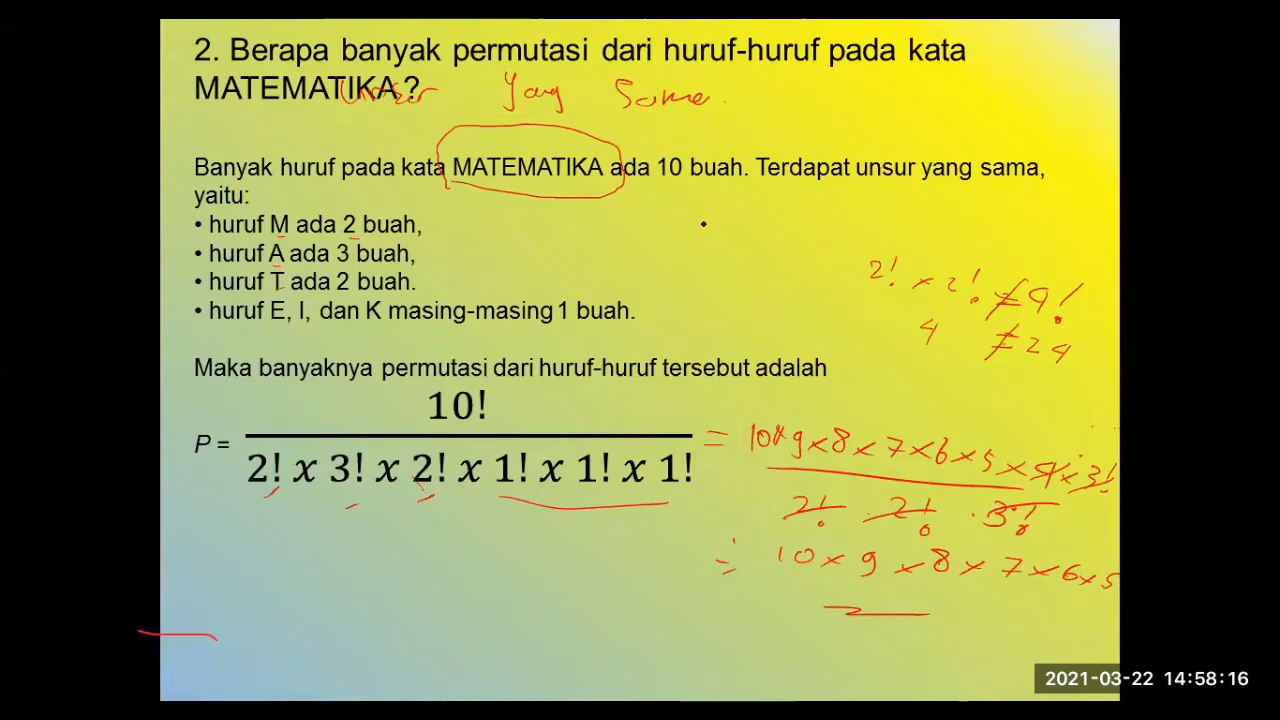 2. Berapa banyak permutasi dari huruf-huruf pada kata
MATEMATIKA?
Unsur Yang Sama
Banyak huruf pada kata MATEMATIKA ada 10 buah. Terdapat unsur yang sama,
yaitu:
• huruf M ada 2 buah,
• huruf A ada 3 buah,
• huruf T ada 2 buah.
• huruf E, I, dan K masing-masing 1 buah.
2! x 2! ≠ 4!
4 ≠ 24
Maka banyaknya permutasi dari huruf-huruf tersebut adalah
10!
P =
2! x 3! x 2! x 1! x 1! x 1!
= 10 x 9 x 8 x 7 x 6 x 5 x 4 x 3!
2! . 2! . 3!
= 10 x 9 x 8 x 7 x 6 x 5
2021-03-22 14:58:16